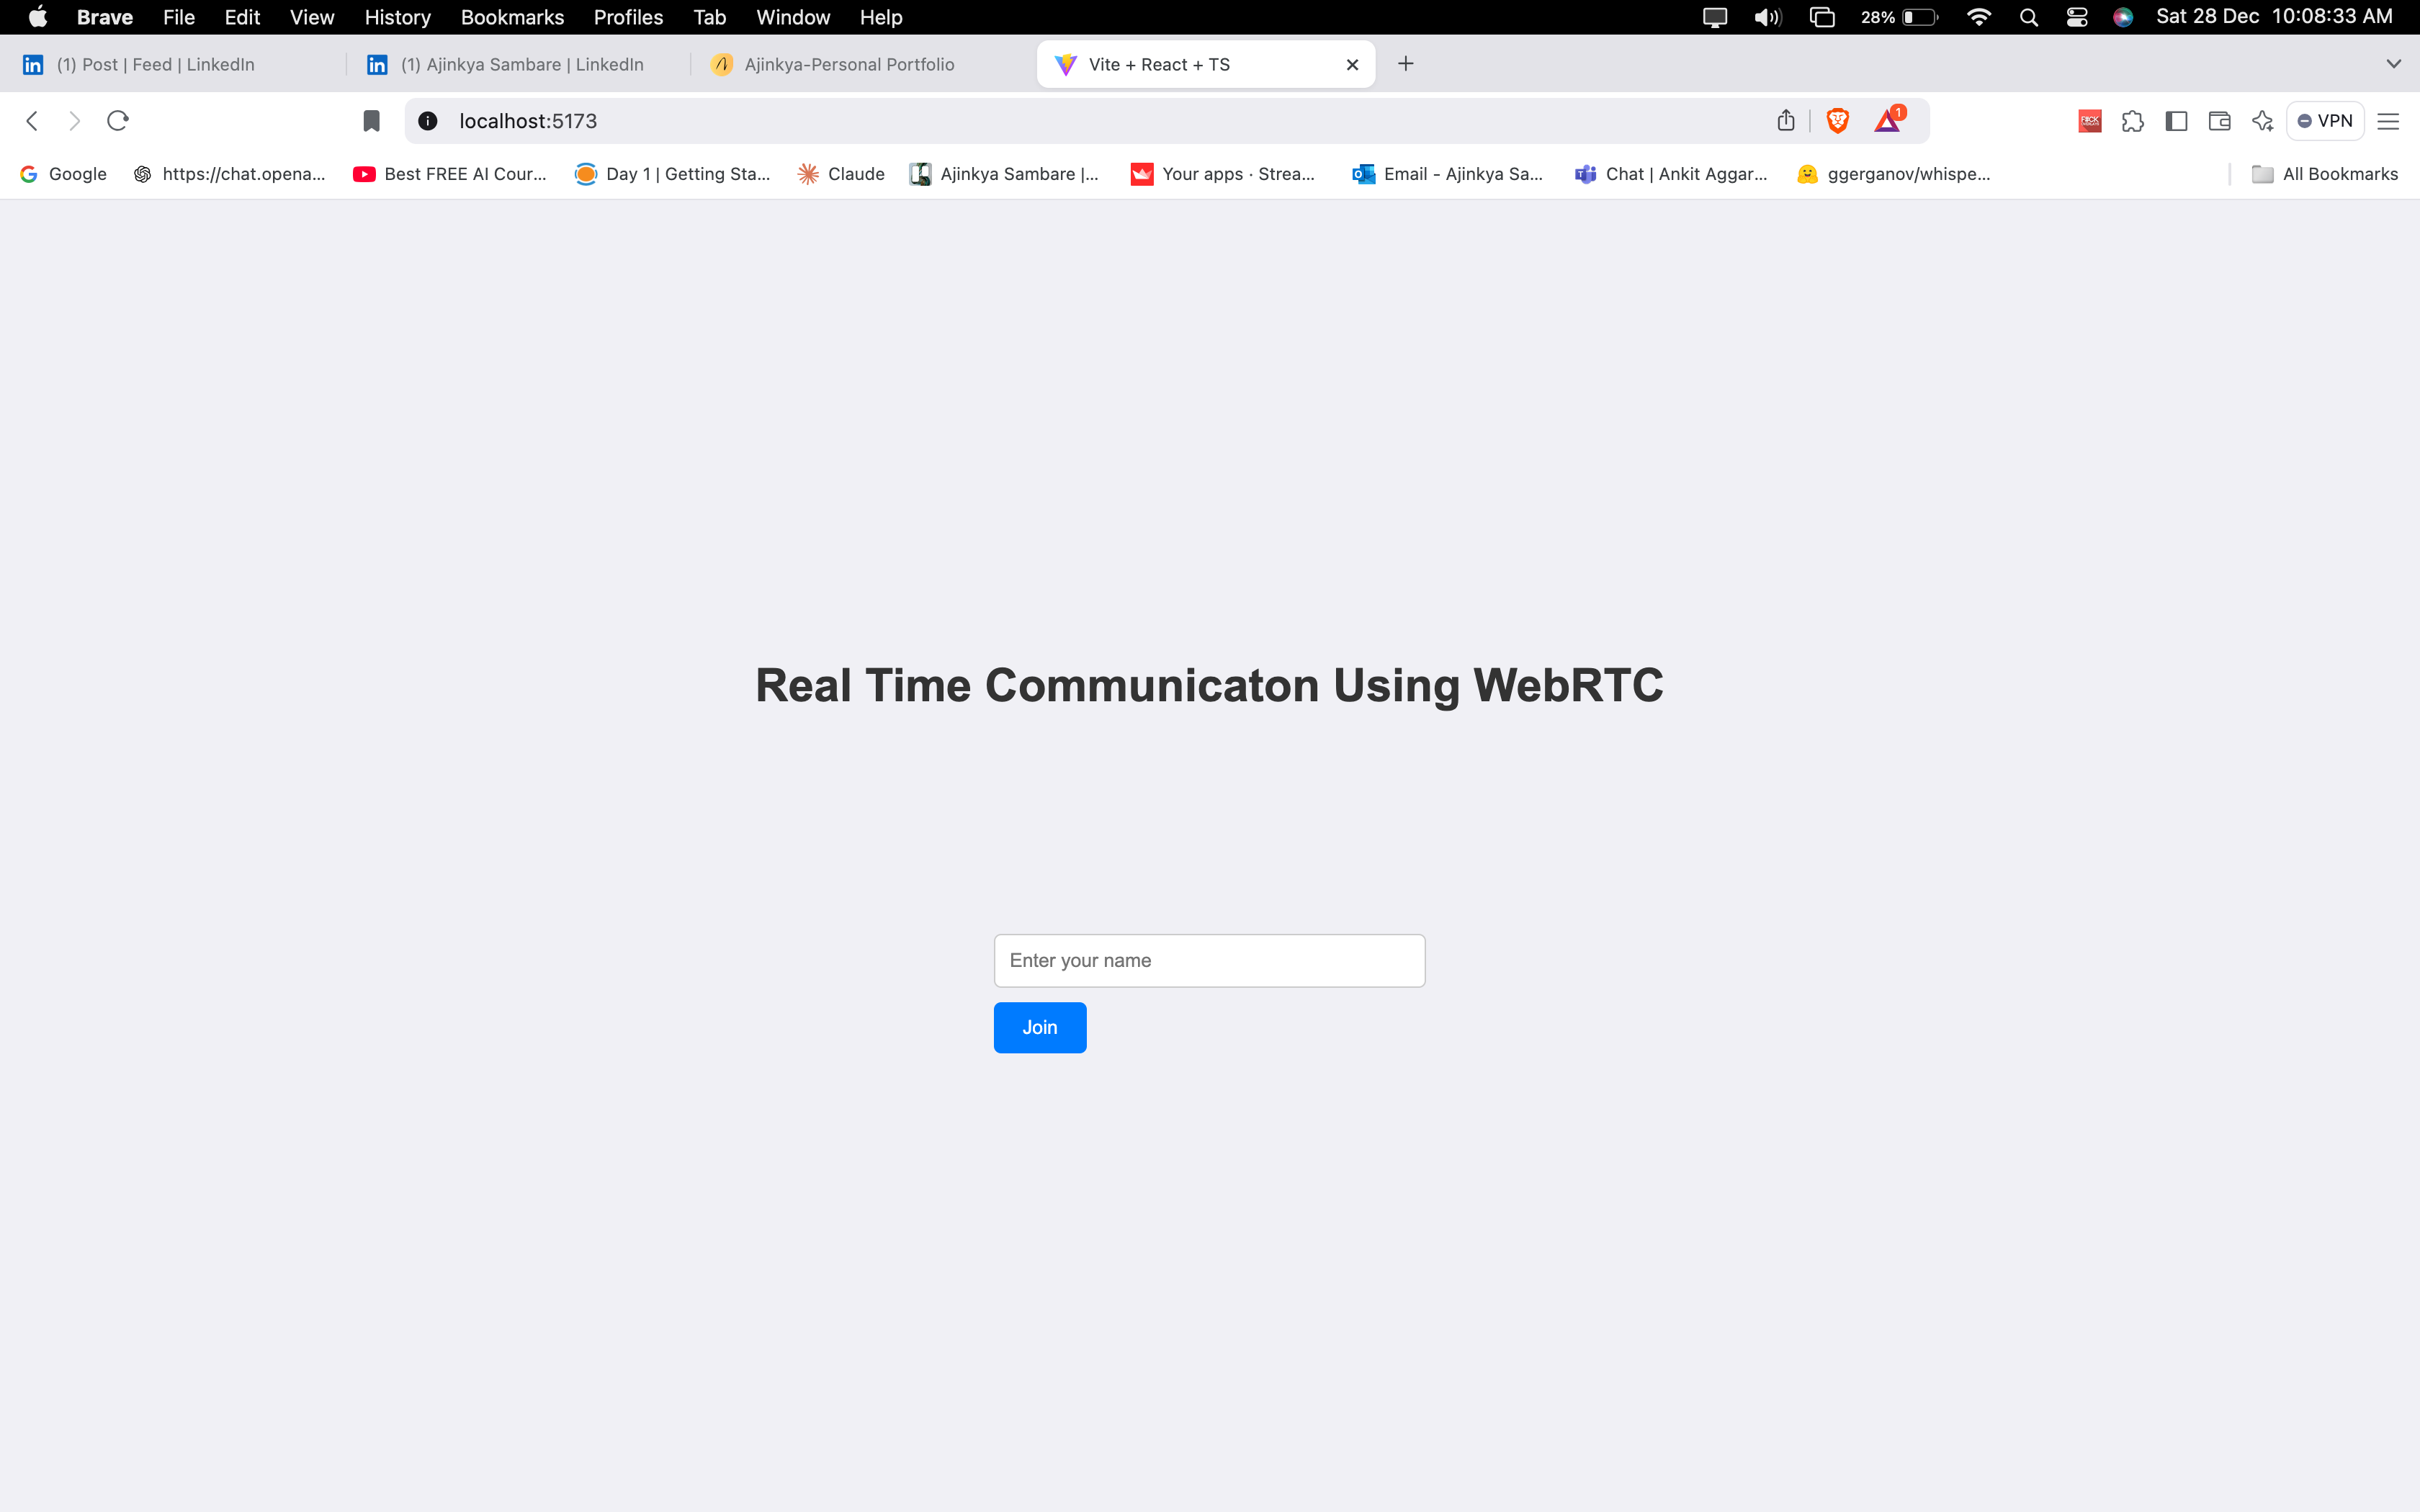 Brave File Edit View History Bookmarks Profiles Tab Window Help 28% Sat 28 Dec 10:08:33 AM
(1) Post | Feed | LinkedIn (1) Ajinkya Sambare | LinkedIn Ajinkya-Personal Portfolio Vite + React + TS
localhost:5173 1 VPN
Google https://chat.opena... Best FREE AI Cour... Day 1 | Getting Sta... Claude Ajinkya Sambare |... Your apps · Strea... Email - Ajinkya Sa... Chat | Ankit Aggar... ggerganov/whispe... All Bookmarks
Real Time Communicaton Using WebRTC
Enter your name
Join